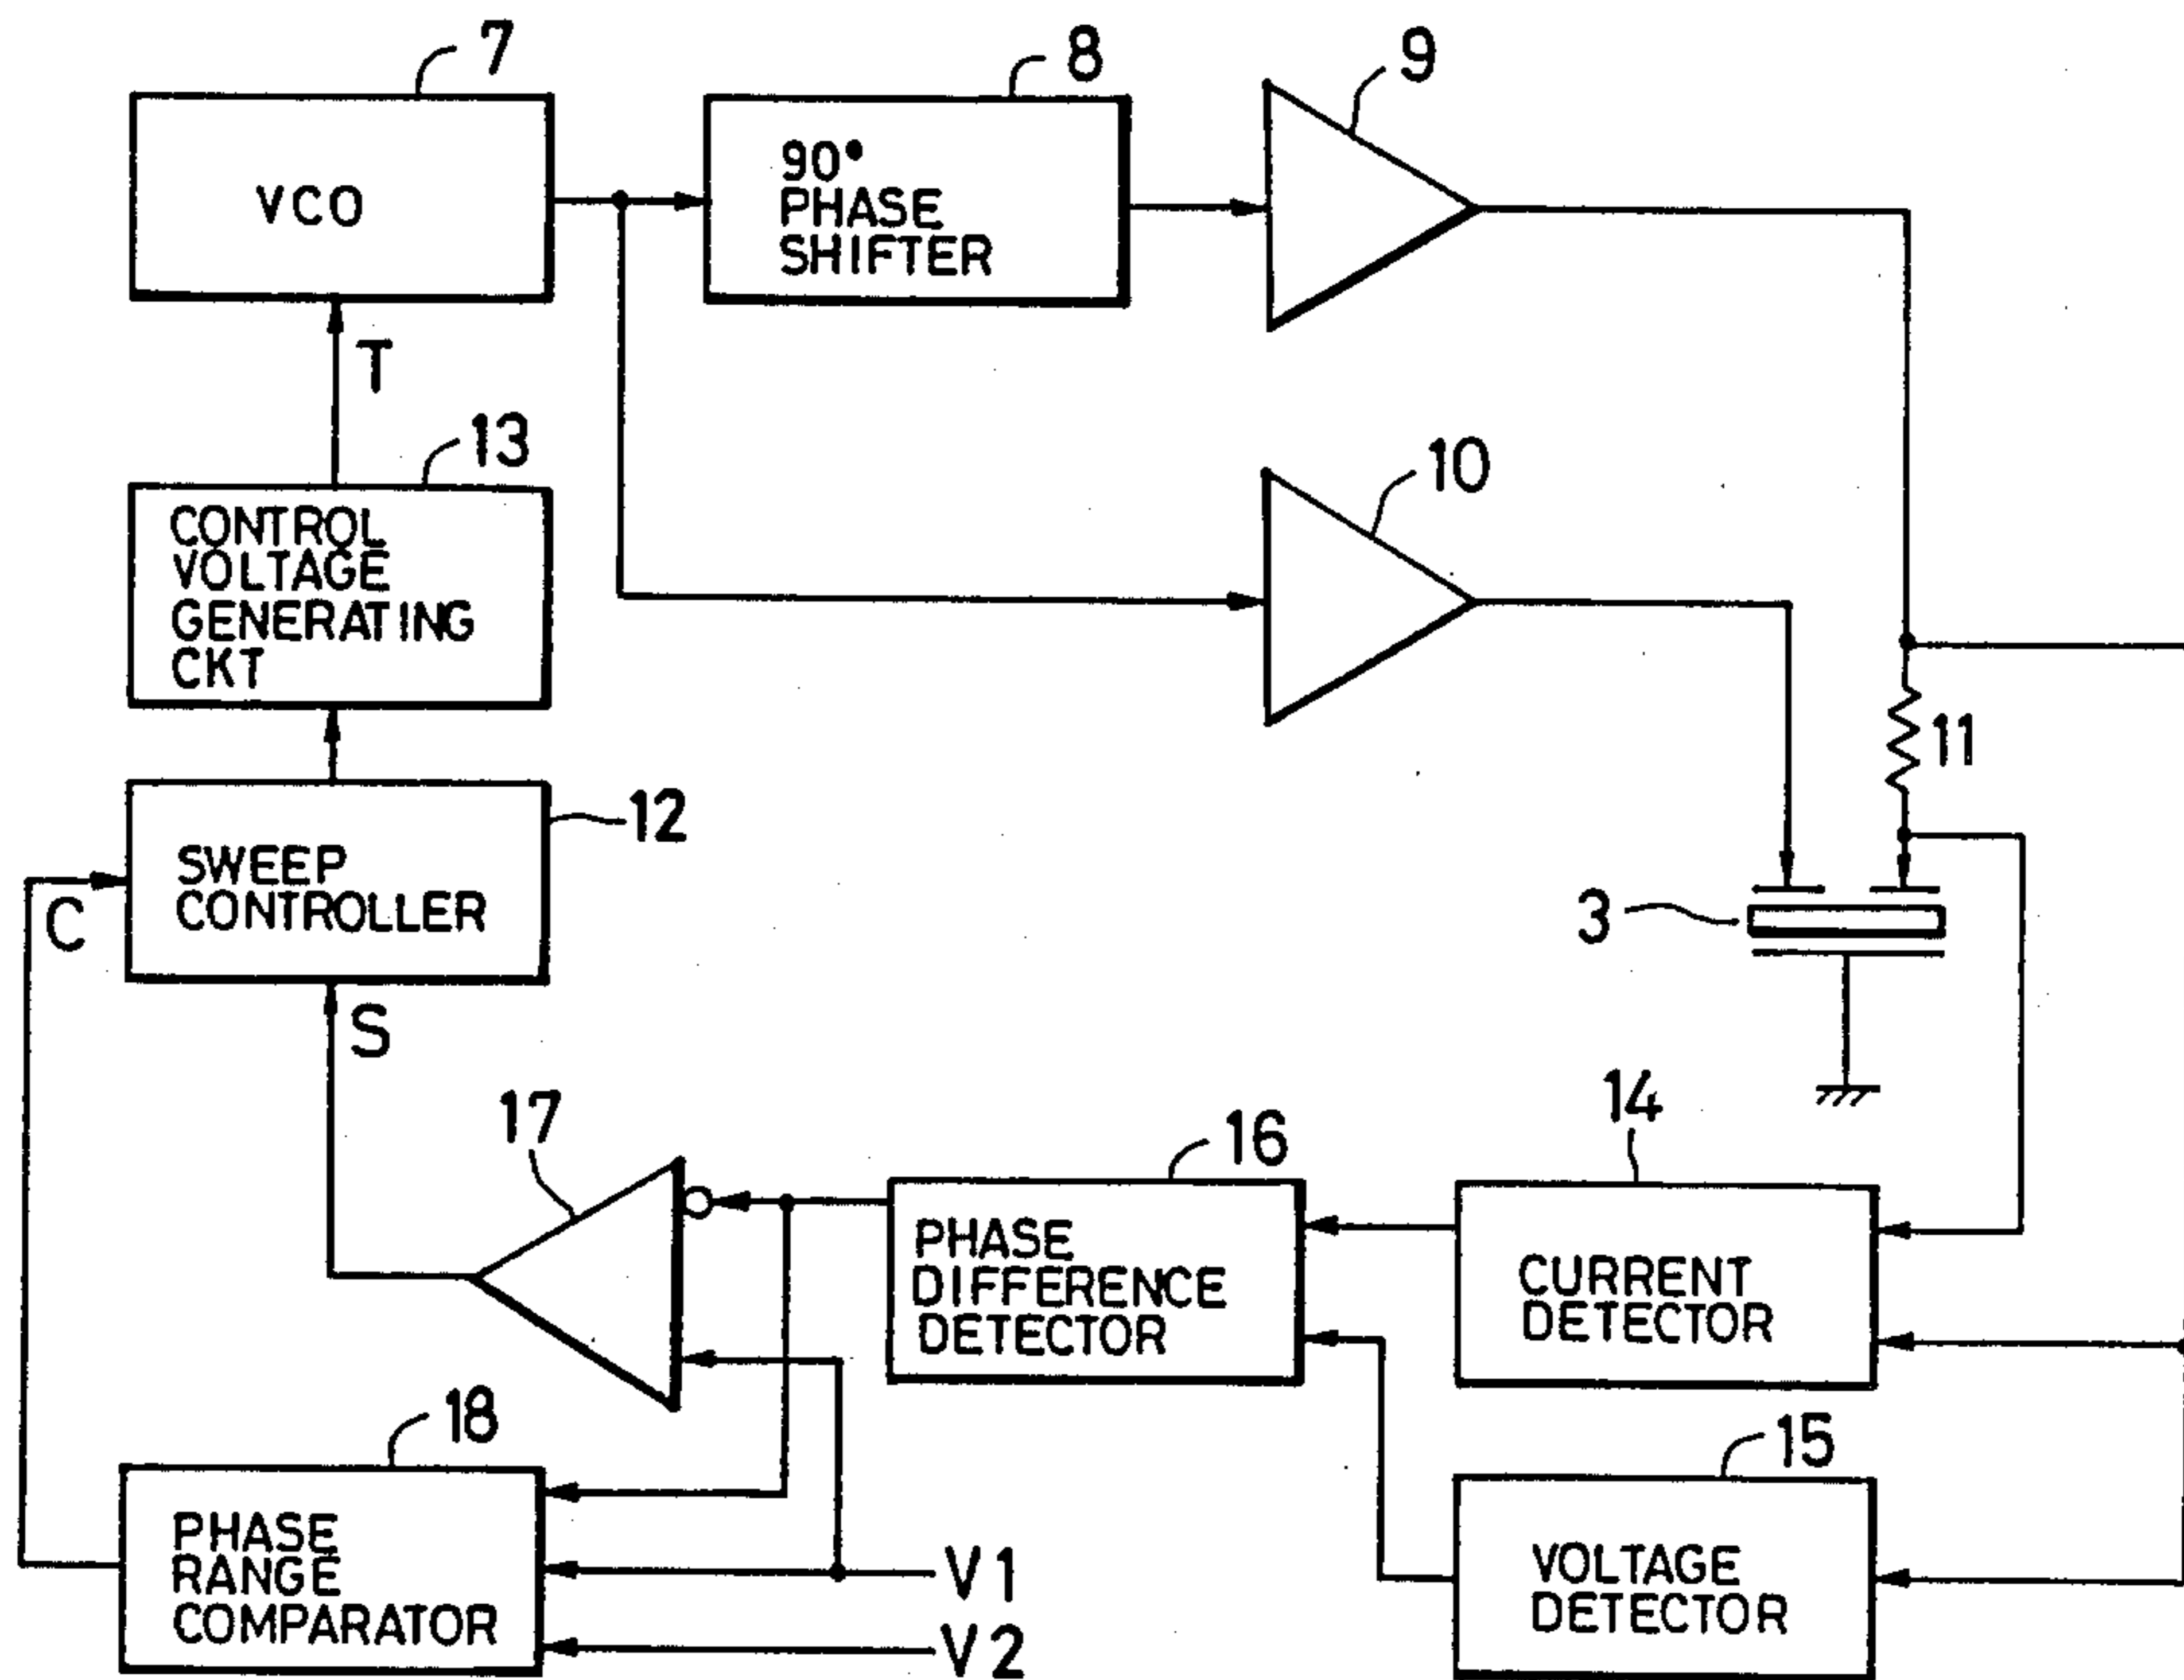 7
8
9
VCO
90°
PHASE
SHIFTER
T
13
10
CONTROL
VOLTAGE
GENERATING
CKT
11
12
SWEEP
CONTROLLER
C
3
S
17
16
14
PHASE
DIFFERENCE
DETECTOR
CURRENT
DETECTOR
18
15
PHASE
RANGE
COMPARATOR
V1
V2
VOLTAGE
DETECTOR